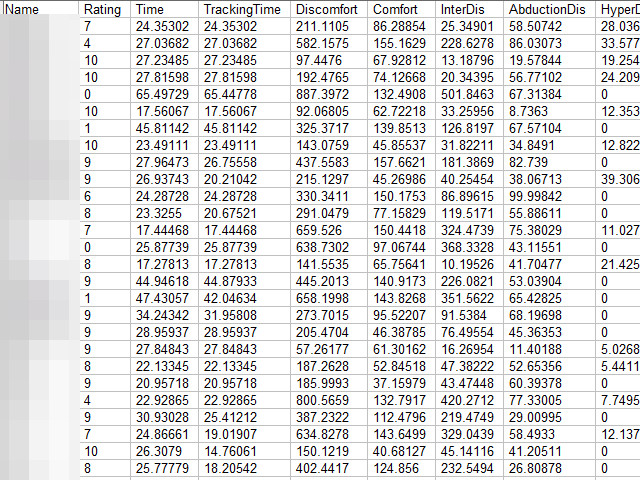 Name Rating Time TrackingTime Discomfort Comfort InterDis AbductionDis HyperD
7 24.35302 24.35302 211.1105 86.28854 25.34901 58.50742 28.036
4 27.03682 27.03682 582.1575 155.1629 228.6278 86.03073 33.577
10 27.23485 27.23485 97.4476 67.92812 13.18796 19.57844 19.254
10 27.81598 27.81598 192.4765 74.12668 20.34395 56.77102 24.209
0 65.49729 65.44778 887.3972 132.4908 501.8463 67.31384 0
10 17.56067 17.56067 92.06805 62.72218 33.25956 8.7363 12.353
1 45.81142 45.81142 325.3717 139.8513 126.8197 67.57104 0
10 23.49111 23.49111 143.0759 45.85537 31.82211 34.8491 12.822
9 27.96473 26.75558 437.5583 157.6621 181.3869 82.739 0
9 26.93743 20.21042 215.1297 45.26986 40.25454 38.06713 39.306
6 24.28728 24.28728 330.3411 150.1753 86.89615 99.99842 0
8 23.3255 20.67521 291.0479 77.15829 119.5171 55.88611 0
7 17.44468 17.44468 659.526 150.4418 324.4739 75.38029 11.027
0 25.87739 25.87739 638.7302 97.06744 368.3328 43.11551 0
8 17.27813 17.27813 141.5535 65.75641 10.19526 41.70477 21.425
9 44.94618 44.87933 445.2013 140.9173 226.0821 53.03904 0
1 47.43057 42.04634 658.1998 143.8268 351.5622 65.42825 0
9 34.24342 31.95808 273.7015 95.52207 91.5384 68.19698 0
9 28.95937 28.95937 205.4704 46.38785 76.49554 45.36353 0
9 27.84843 27.84843 57.26177 61.30162 16.26954 11.40188 5.0268
8 22.13345 22.13345 187.2628 52.84518 47.38222 52.65356 5.4411
9 20.95718 20.95718 185.9993 37.15979 43.47448 60.39378 0
4 22.92865 22.92865 800.5659 132.7917 420.2712 77.33005 7.7495
9 30.93028 25.41212 387.2322 112.4796 219.4749 29.00995 0
7 24.86661 19.01907 634.8278 143.6499 329.0439 58.4933 12.137
10 26.3079 14.76061 150.1219 40.68127 45.14116 41.20511 0
8 25.77779 18.20542 402.4417 124.856 232.5494 26.80878 0